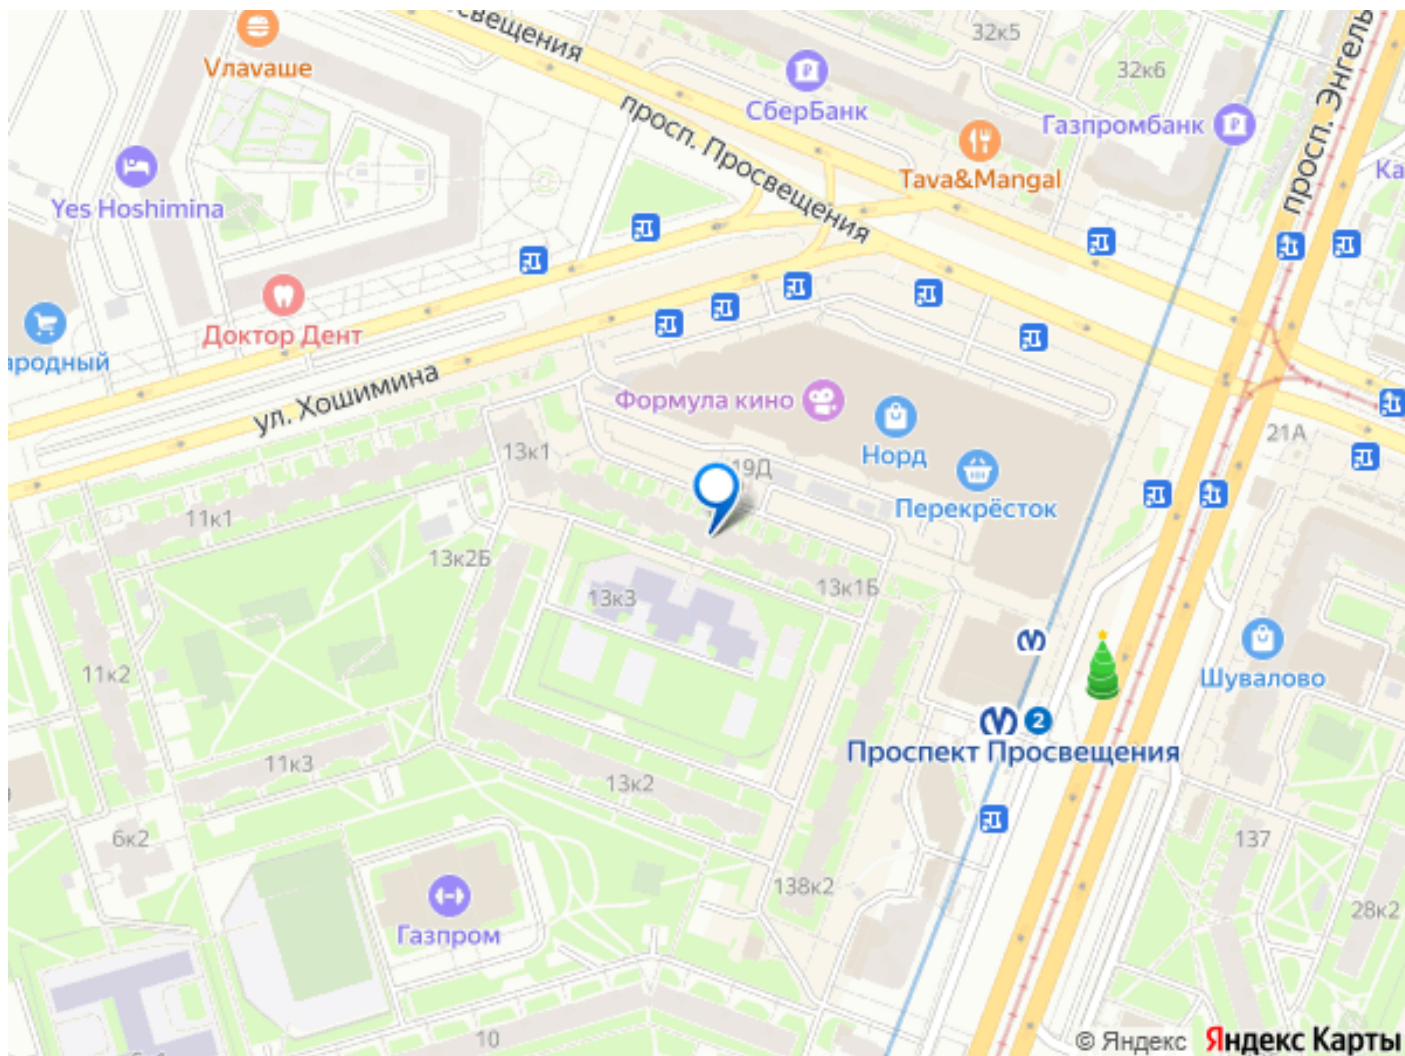 32к5
Vлаvаше
СберБанк
32к6
просп. Просвещения
Газпромбанк
просп. Энгель
Tava&Mangal
Ка
Yes Hoshimina
Доктор Дент
ародный
ул. Хошимина
Формула кино
Норд
21А
13к1
19Д
Перекрёсток
11к1
13к2Б
13к1Б
13к3
11к2
Шувалово
2
Проспект Просвещения
11к3
13к2
6к2
137
138к2
28к2
Газпром
10
© Яндекс Яндекс Карты